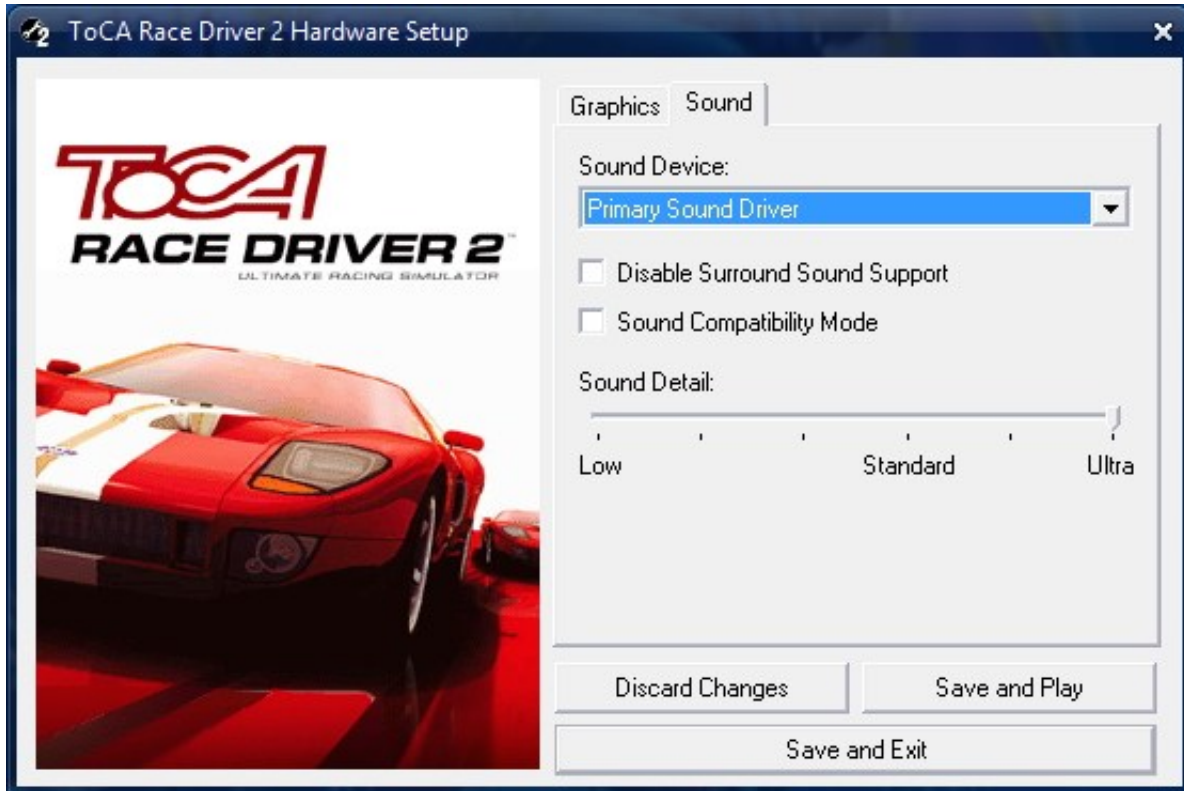 ToCA Race Driver 2 Hardware Setup
TOCA
RACE DRIVER 2™
ULTIMATE RACING SIMULATOR
Graphics Sound
Sound Device:
Primary Sound Driver
Disable Surround Sound Support
Sound Compatibility Mode
Sound Detail:
Low Standard Ultra
Discard Changes Save and Play
Save and Exit